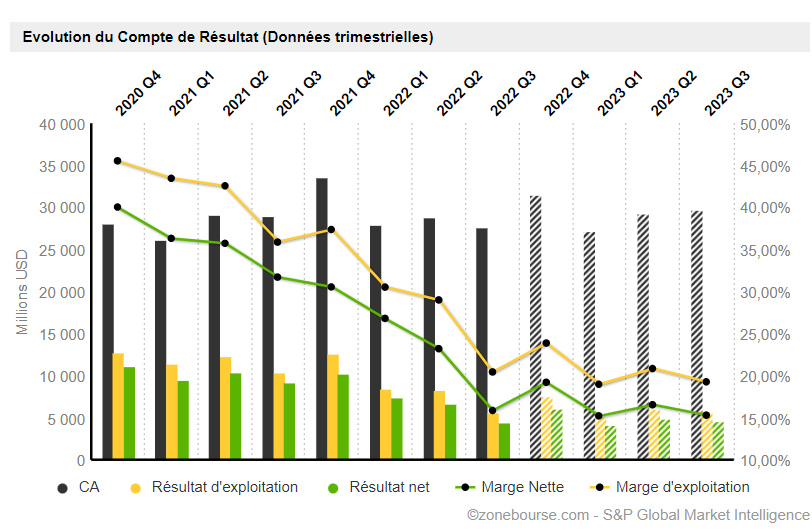 Evolution du Compte de Résultat (Données trimestrielles)
2020 Q4
2021 Q1
2021 Q2
2021 Q3
2021 Q4
2022 Q1
2022 Q2
2022 Q3
2022 Q4
2023 Q1
2023 Q2
2023 Q3
40 000
35 000
30 000
25 000
20 000
15 000
10 000
5 000
0
Millions USD
50,00%
45,00%
40,00%
35,00%
30,00%
25,00%
20,00%
15,00%
10,00%
CA Résultat d'exploitation Résultat net Marge Nette Marge d'exploitation
©zonebourse.com - S&P Global Market Intelligence